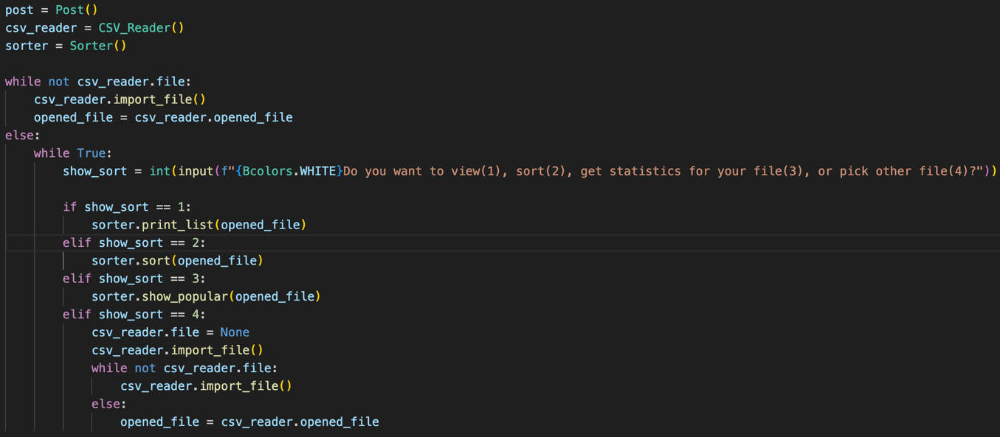 post = Post()
csv_reader = CSV_Reader()
sorter = Sorter()

while not csv_reader.file:
    csv_reader.import_file()
    opened_file = csv_reader.opened_file
else:
    while True:
        show_sort = int(input(f"{Bcolors.WHITE}Do you want to view(1), sort(2), get statistics for your file(3), or pick other file(4)?"))

        if show_sort == 1:
            sorter.print_list(opened_file)
        elif show_sort == 2:
            sorter.sort(opened_file)
        elif show_sort == 3:
            sorter.show_popular(opened_file)
        elif show_sort == 4:
            csv_reader.file = None
            csv_reader.import_file()
            while not csv_reader.file:
                csv_reader.import_file()
            else:
                opened_file = csv_reader.opened_file